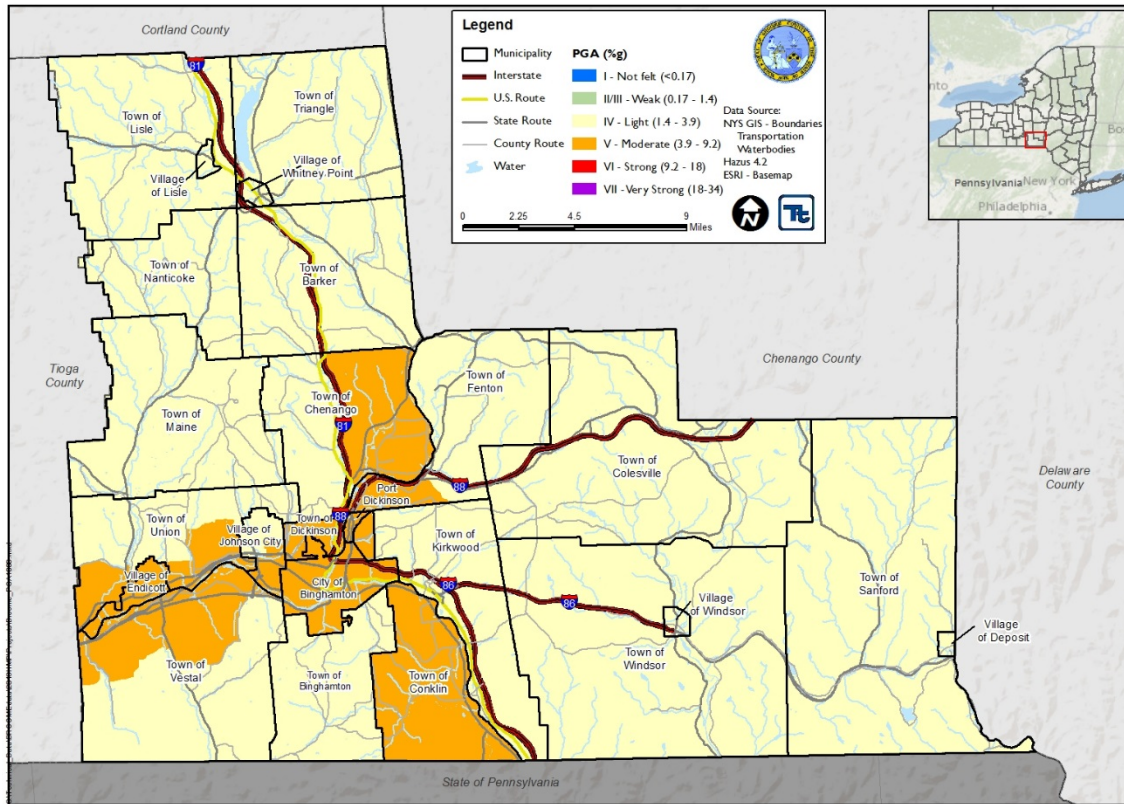 Cortland County
Legend
Municipality
Interstate
U.S. Route
State Route
County Route
Water
PGA (%g)
I - Not felt (<0.17)
II/III - Weak (0.17 - 1.4)
IV - Light (1.4 - 3.9)
V - Moderate (3.9 - 9.2)
VI - Strong (9.2 - 18)
VII - Very Strong (18-34)
Data Source:
NYS GIS - Boundaries
Transportation
Waterbodies
Hazus 4.2
ESRI - Basemap
0 2.25 4.5 9
Miles
N
Tt
Pennsylvania
New York
Philadelphia
81
Town of
Triangle
Town of
Lisle
Village
of Lisle
Village of
Whitney Point
Town of
Nanticoke
Town of
Barker
Tioga
County
Chenango County
Town of
Fenton
Town of
Chenango
81
Town of
Maine
Town of
Colesville
Delaware
County
88
Port
Dickinson
88
Town of
Union
Village of
Johnson City
Town of
Dickinson
Town of
Kirkwood
Village of
Endicott
City of
Binghamton
86
86
Town of
Sanford
Village
of Windsor
Village
of Deposit
Town of
Windsor
Town of
Vestal
Town of
Binghamton
Town of
Conklin
State of Pennsylvania